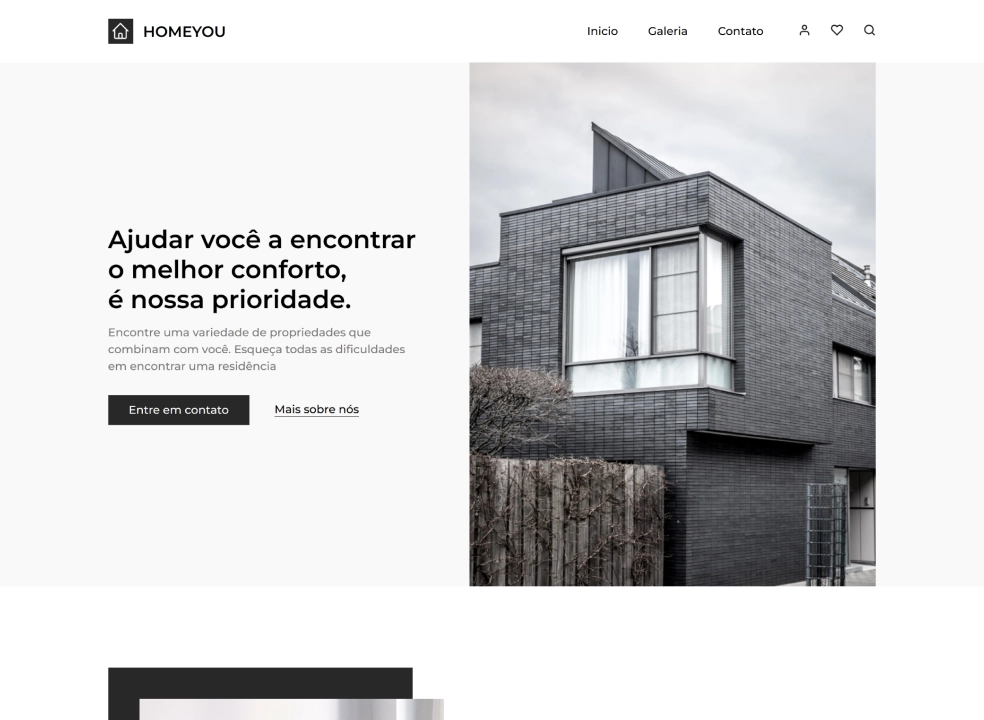 HOMEYOU
Inicio
Galeria
Contato
Ajudar você a encontrar
o melhor conforto,
é nossa prioridade.
Encontre uma variedade de propriedades que
combinam com você. Esqueça todas as dificuldades
em encontrar uma residência
Entre em contato
Mais sobre nós